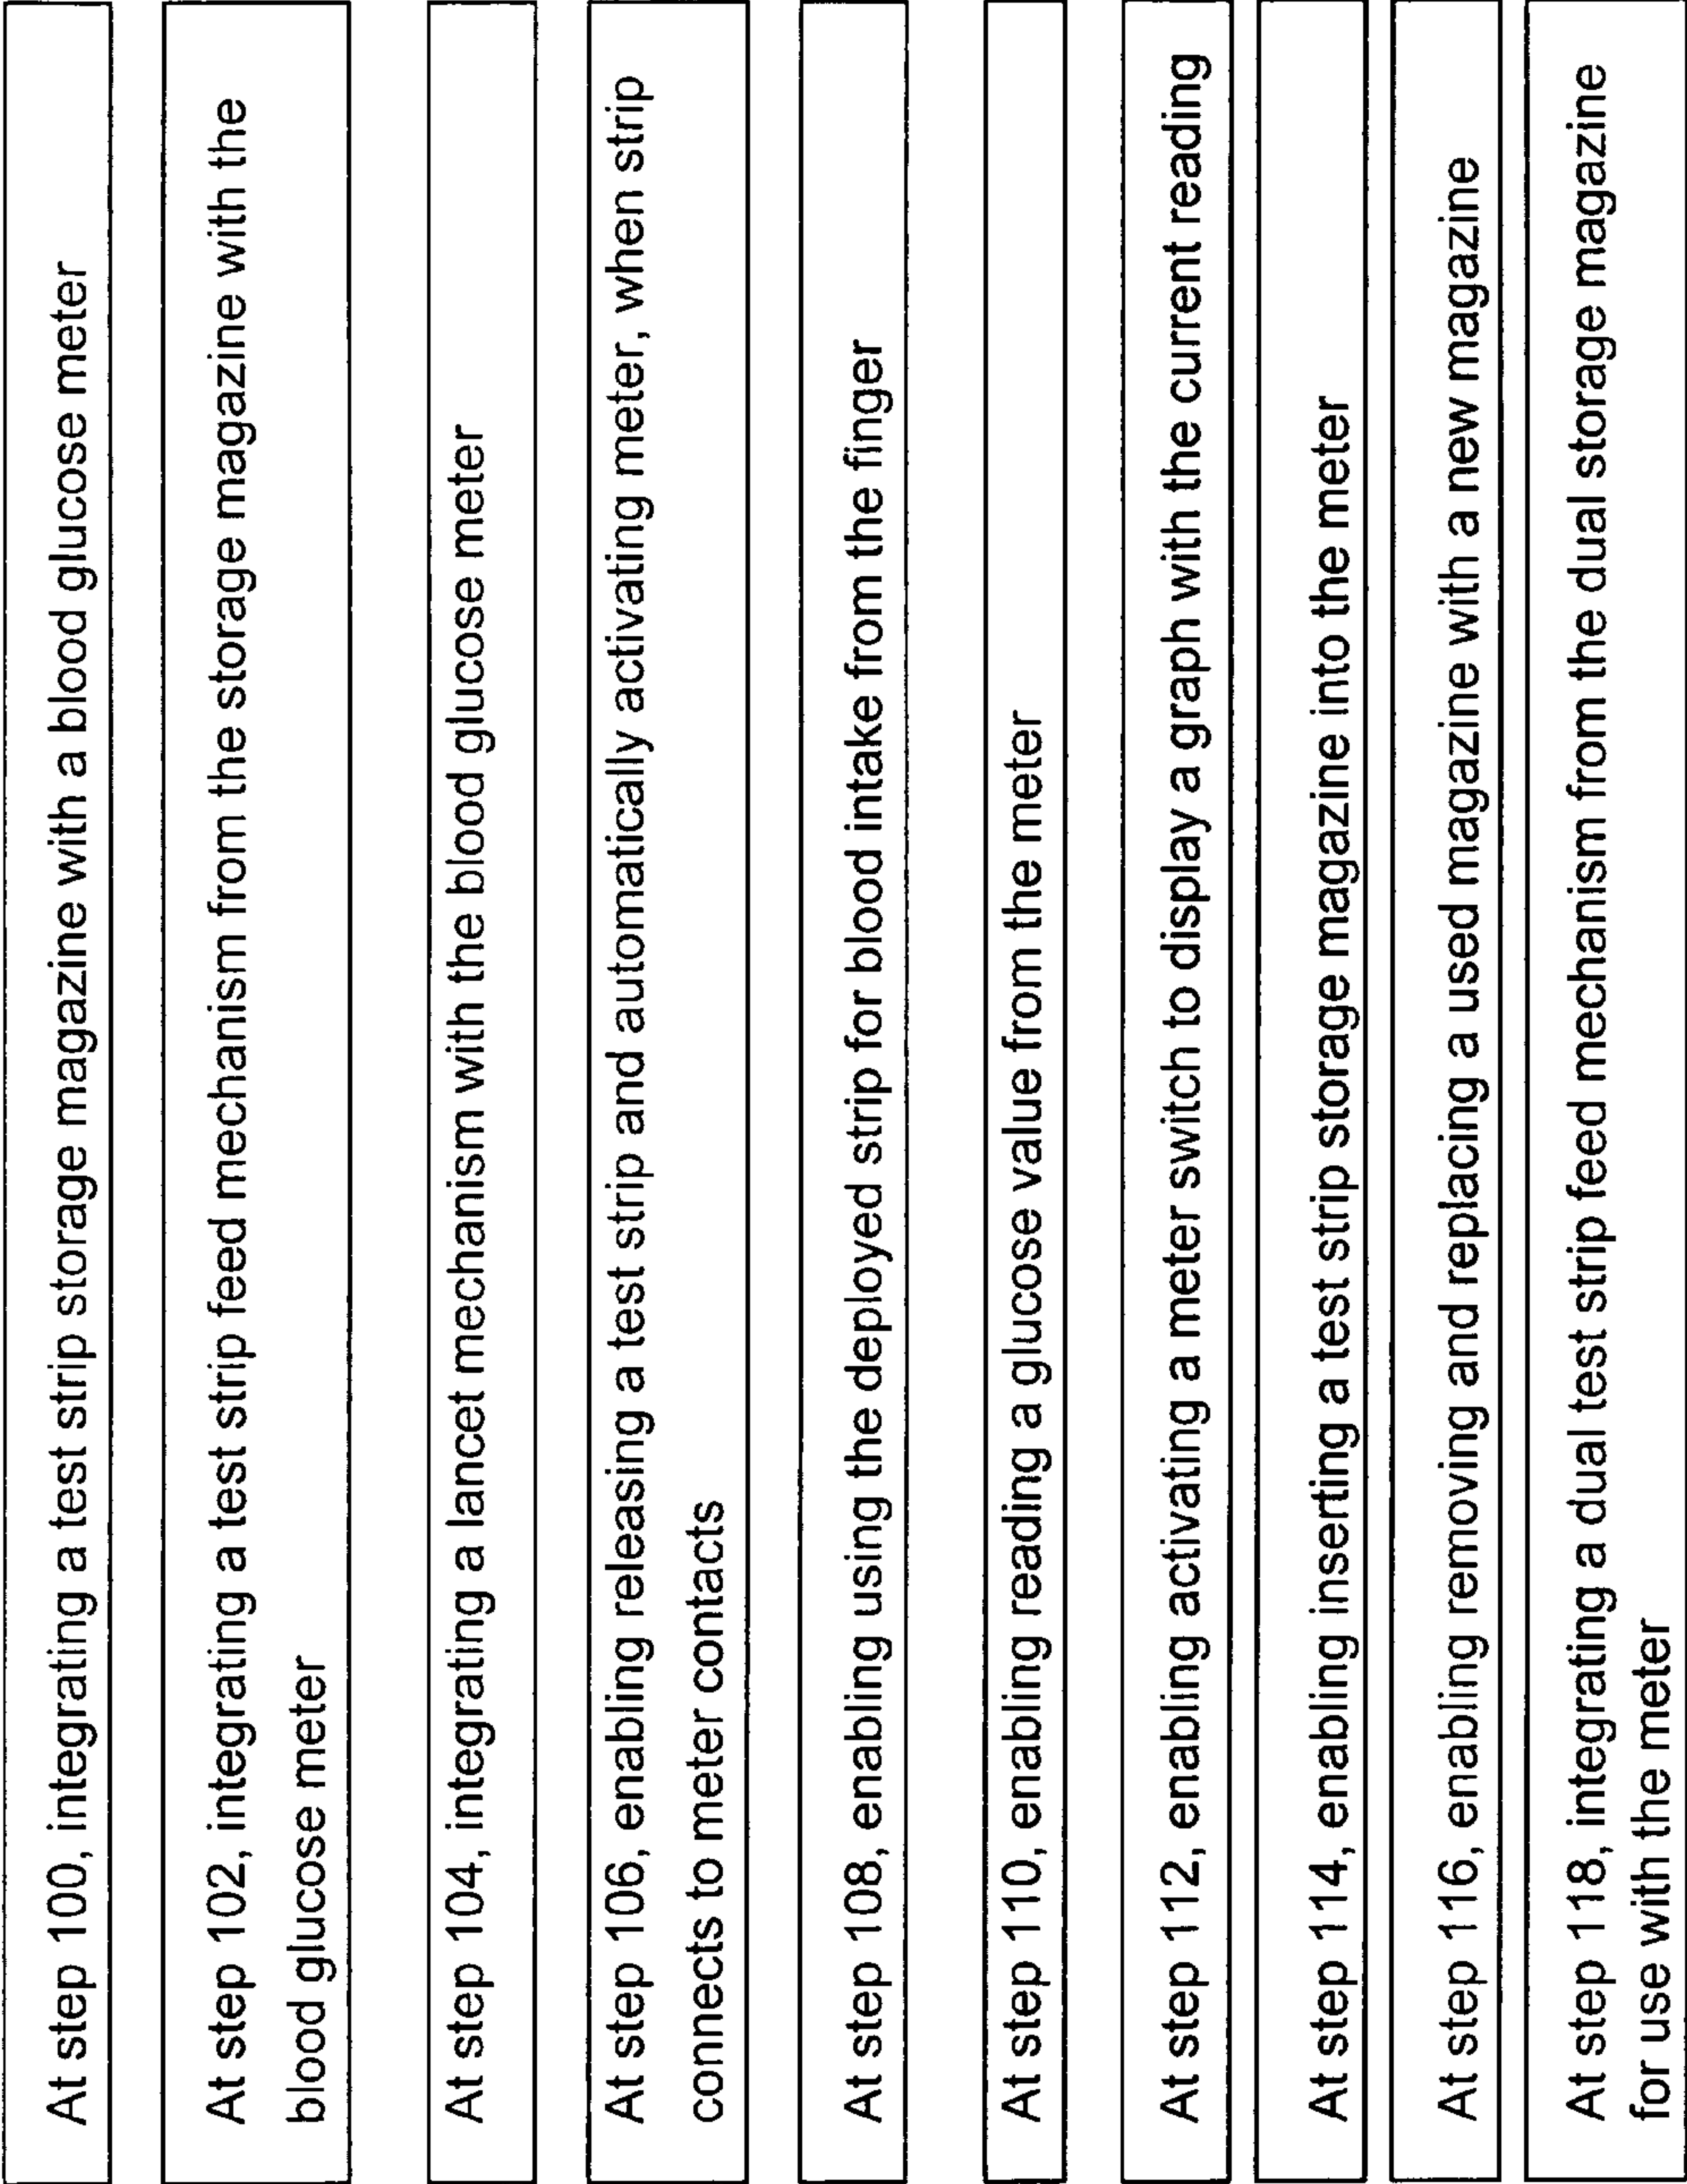 At step 100, integrating a test strip storage magazine with a blood glucose meter
At step 102, integrating a test strip feed mechanism from the storage magazine with the
blood glucose meter
At step 104, integrating a lancet mechanism with the blood glucose meter
At step 106, enabling releasing a test strip and automatically activating meter, when strip
connects to meter contacts
At step 108, enabling using the deployed strip for blood intake from the finger
At step 110, enabling reading a glucose value from the meter
At step 112, enabling activating a meter switch to display a graph with the current reading
At step 114, enabling inserting a test strip storage magazine into the meter
At step 116, enabling removing and replacing a used magazine with a new magazine
At step 118, integrating a dual test strip feed mechanism from the dual storage magazine
for use with the meter